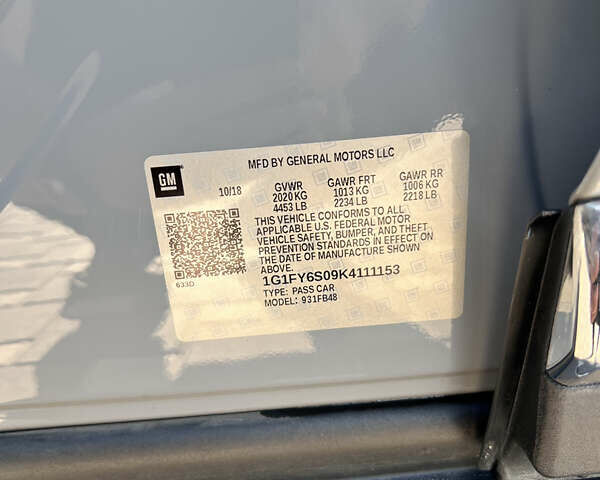 MFD BY GENERAL MOTORS LLC
GM
10/18
GVWR GAWR FRT GAWR RR
2020 KG 1013 KG 1006 KG
4453 LB 2234 LB 2218 LB
THIS VEHICLE CONFORMS TO ALL
APPLICABLE U.S. FEDERAL MOTOR
VEHICLE SAFETY, BUMPER, AND THEFT
PREVENTION STANDARDS IN EFFECT ON
THE DATE OF MANUFACTURE SHOWN
ABOVE.
633D
1G1FY6S09K4111153
TYPE: PASS CAR
MODEL: 931FB48